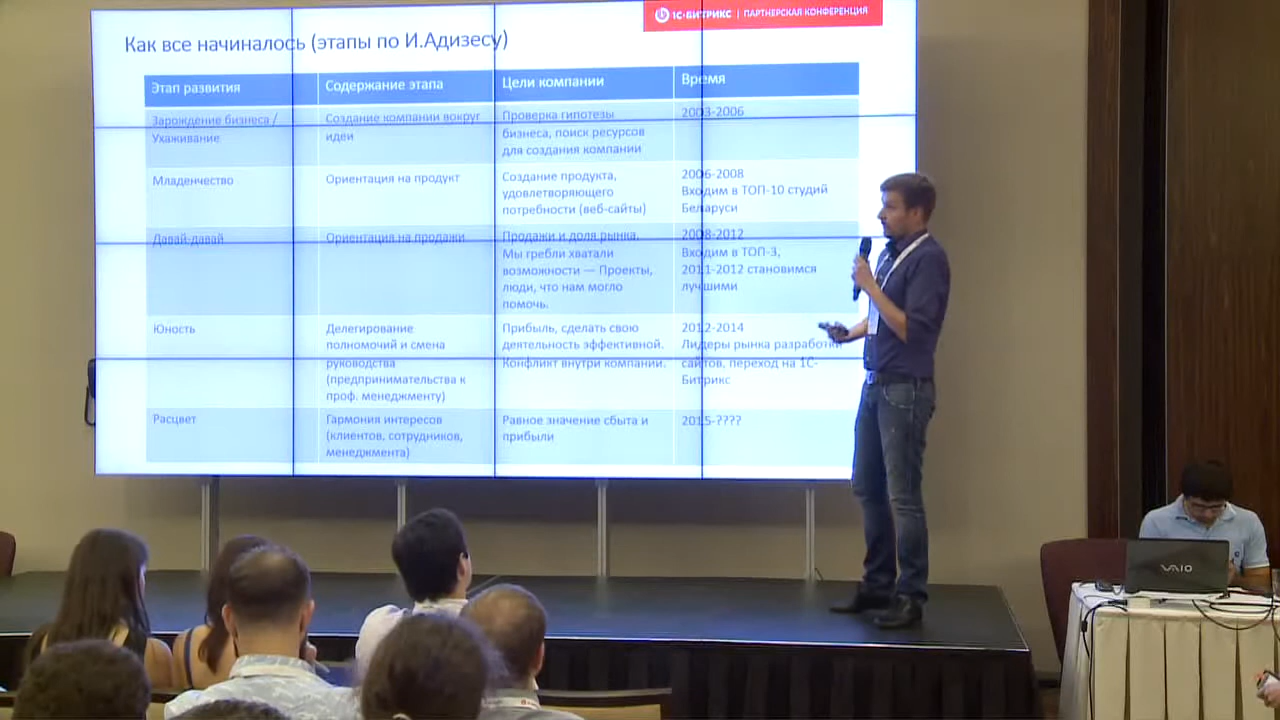 1С-БИТРИКС | ПАРТНЕРСКАЯ КОНФЕРЕНЦИЯ
Как все начиналось (этапы по И.Адизесу)
Этап развития
Содержание этапа
Цели компании
Время
Зарождение бизнеса /
Ухаживание
Создание компании вокруг
идеи
Проверка гипотезы
бизнеса, поиск ресурсов
для создания компании
2003-2006
Младенчество
Ориентация на продукт
Создание продукта,
удовлетворяющего
потребности (веб-сайты)
2006-2008
Входим в ТОП-10 студий
Беларуси
Давай-давай
Ориентация на продажи
Продажи и доля рынка.
Мы гребли хватали
возможности — Проекты,
люди, что нам могло
помочь.
2008-2012
Входим в ТОП-3,
2011-2012 становимся
лучшими
Юность
Делегирование
полномочий и смена
руководства
(предпринимательства к
проф. менеджменту)
Прибыль, сделать свою
деятельность эффективной.
Конфликт внутри компании.
2012-2014
Лидеры рынка разработки
сайтов, переход на 1С-
Битрикс
Расцвет
Гармония интересов
(клиентов, сотрудников,
менеджмента)
Равное значение сбыта и
прибыли
2015-????
VAIO